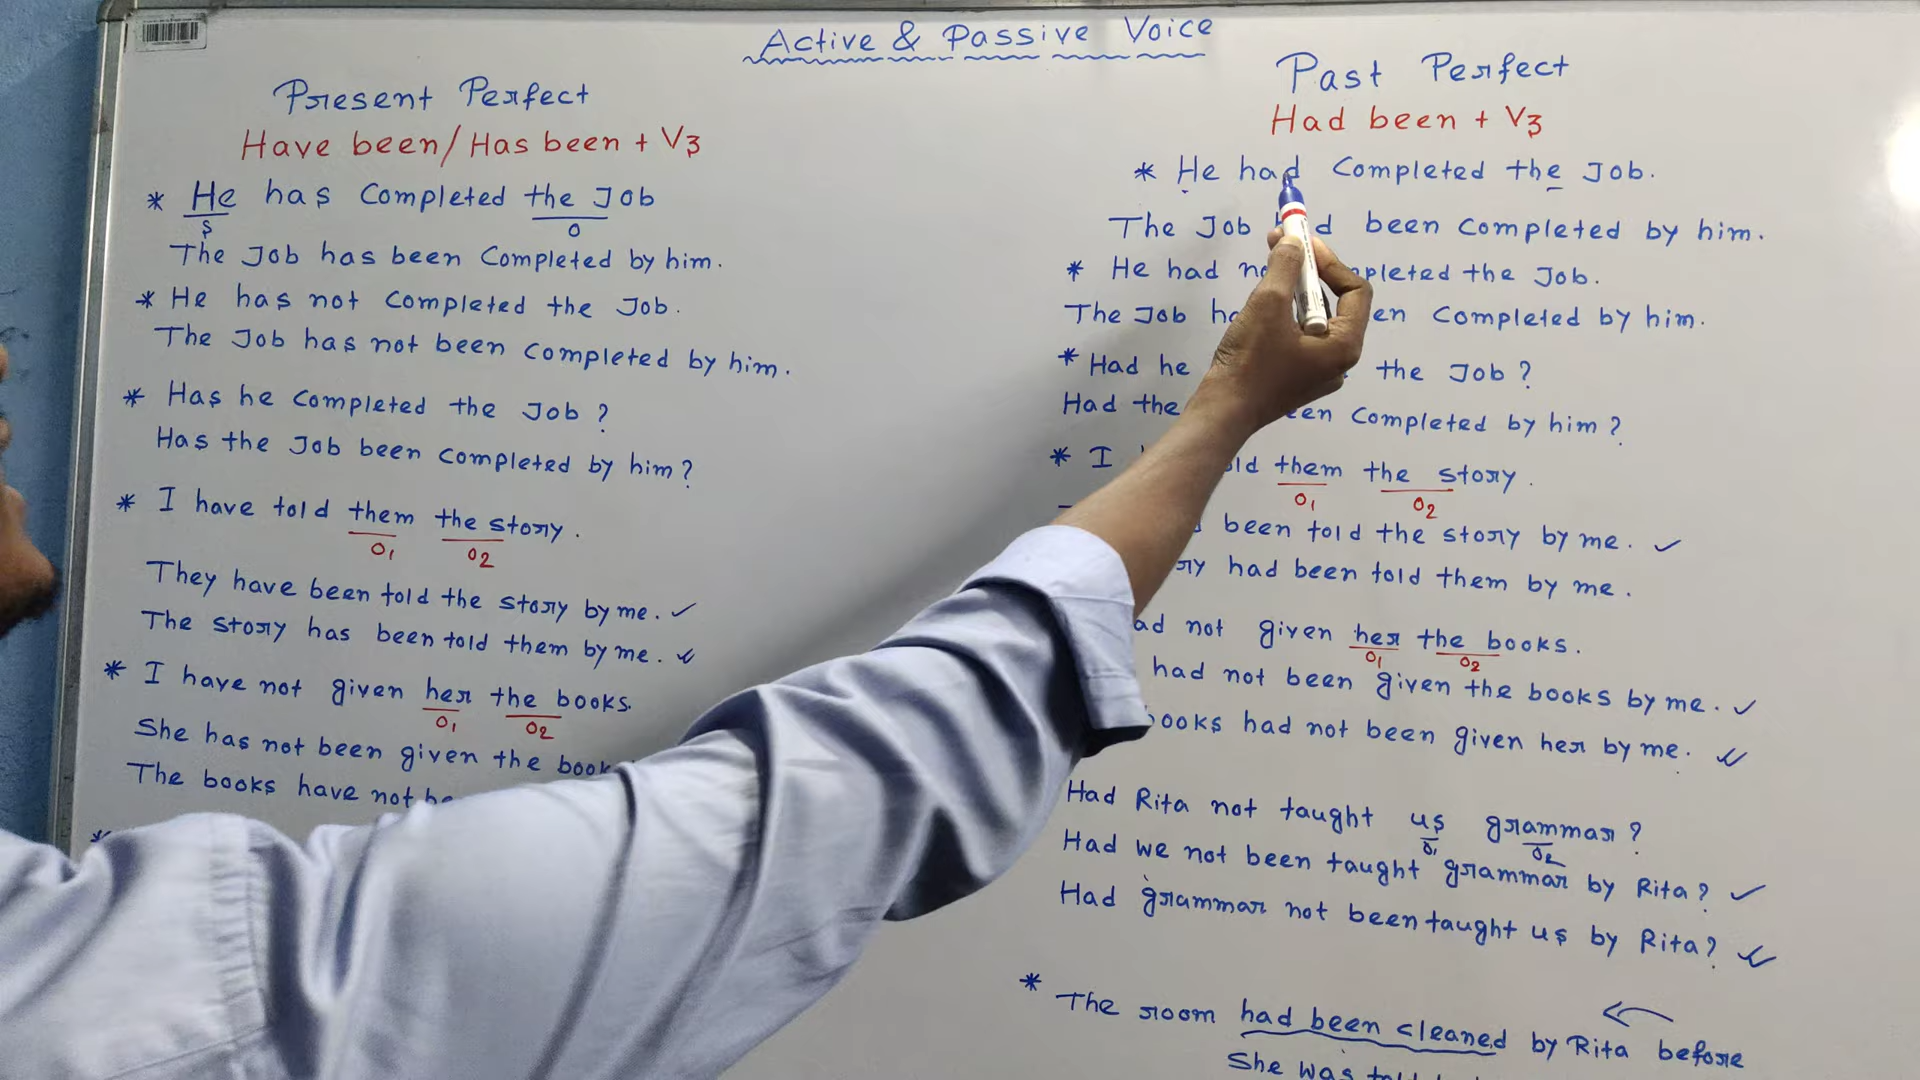 Active & Passive Voice
Present Perfect
Have been/Has been + V3
* He has completed the Job
S O
The Job has been completed by him.
* He has not completed the Job.
The Job has not been completed by him.
* Has he completed the Job?
Has the Job been completed by him?
* I have told them the story.
O1 O2
They have been told the story by me. ✓
The story has been told them by me. ✓
* I have not given her the books.
O1 O2
She has not been given the book
The books have not be
*
Past Perfect
Had been + V3
* He had completed the Job.
The Job had been completed by him.
* He had pleted the Job.
The Job en completed by him.
* Had he the Job?
Had the een completed by him?
* I ld them the story.
O1 O2
been told the story by me. ✓
ry had been told them by me.
ad not given her the books.
O1 O2
had not been given the books by me. ✓
books had not been given her by me. ✓
Had Rita not taught us grammar?
O1 O2
Had we not been taught grammar by Rita? ✓
Had grammar not been taught us by Rita? ✓
* The room had been cleaned by Rita before
She was